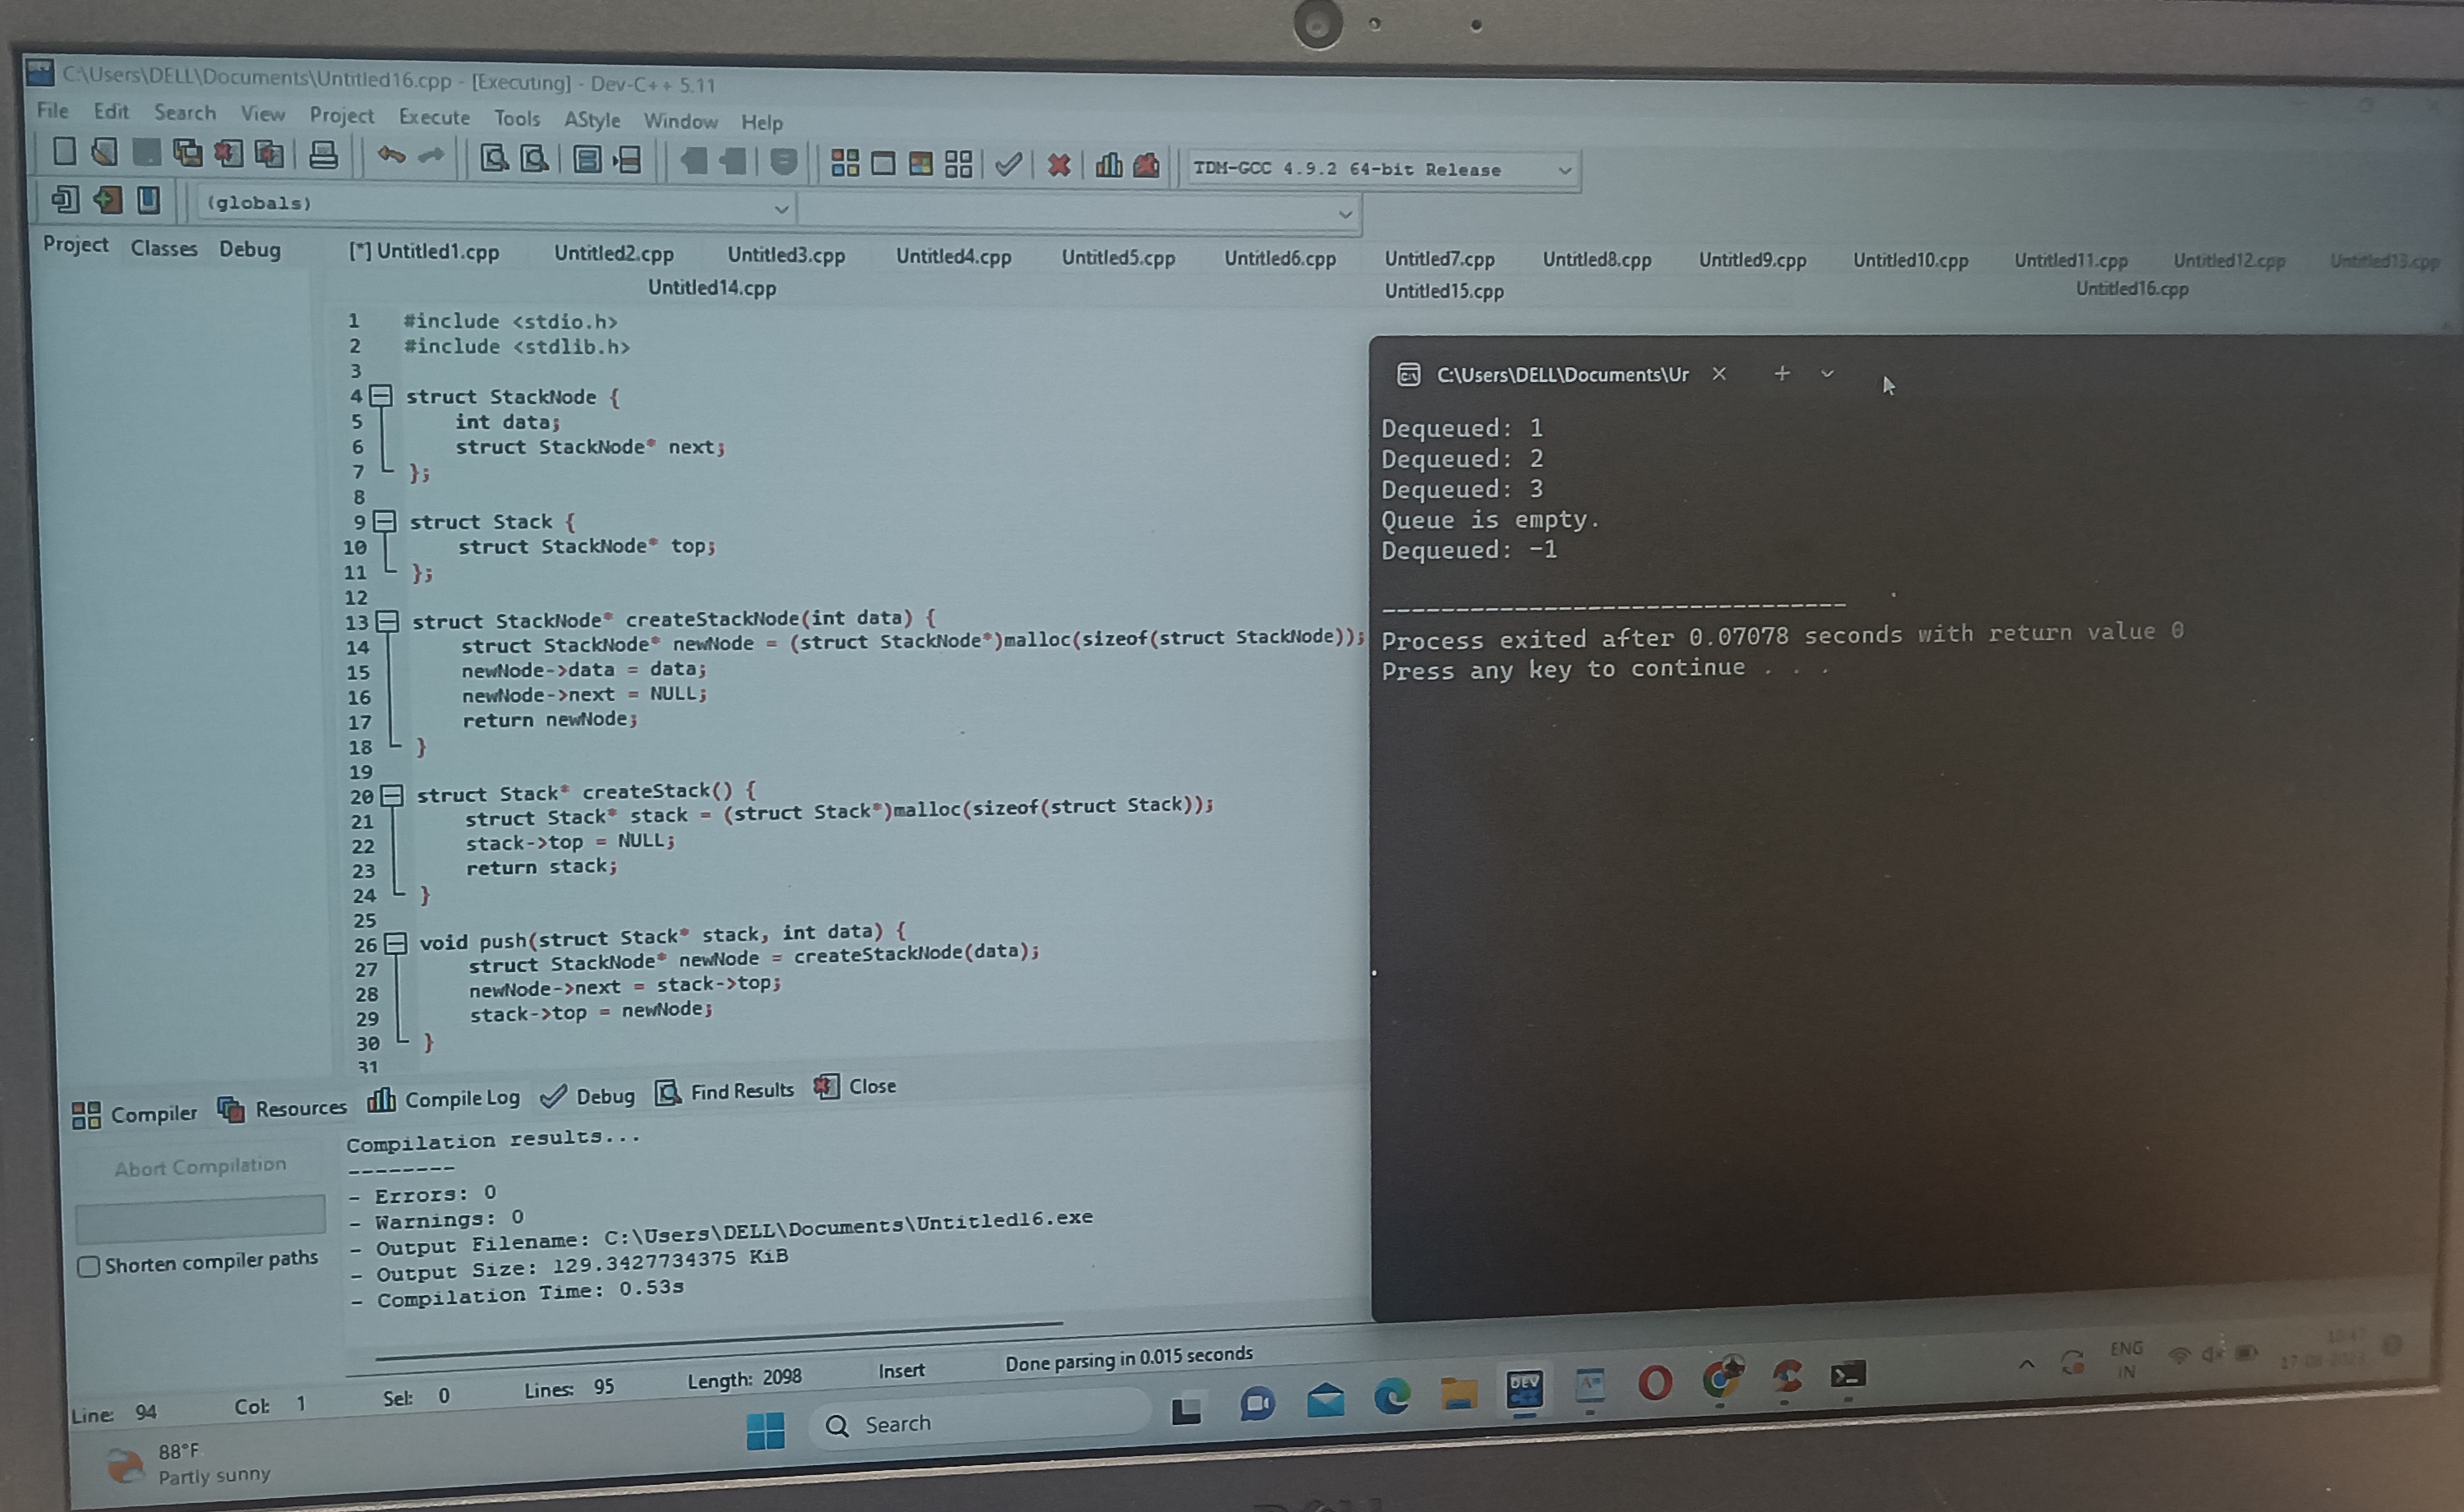 C:\Users\DELL\Documents\Untitled16.cpp - [Executing] - Dev-C++ 5.11
File Edit Search View Project Execute Tools AStyle Window Help
TDM-GCC 4.9.2 64-bit Release
(globals)
Project Classes Debug
[*] Untitled1.cpp Untitled2.cpp Untitled3.cpp Untitled4.cpp Untitled5.cpp Untitled6.cpp Untitled7.cpp Untitled8.cpp Untitled9.cpp Untitled10.cpp Untitled11.cpp Untitled12.cpp Untitled13.cpp
Untitled14.cpp Untitled15.cpp Untitled16.cpp
1 #include <stdio.h>
2 #include <stdlib.h>
3
4 struct StackNode {
5 int data;
6 struct StackNode* next;
7 };
8
9 struct Stack {
10 struct StackNode* top;
11 };
12
13 struct StackNode* createStackNode(int data) {
14 struct StackNode* newNode = (struct StackNode*)malloc(sizeof(struct StackNode));
15 newNode->data = data;
16 newNode->next = NULL;
17 return newNode;
18 }
19
20 struct Stack* createStack() {
21 struct Stack* stack = (struct Stack*)malloc(sizeof(struct Stack));
22 stack->top = NULL;
23 return stack;
24 }
25
26 void push(struct Stack* stack, int data) {
27 struct StackNode* newNode = createStackNode(data);
28 newNode->next = stack->top;
29 stack->top = newNode;
30 }
31
C:\Users\DELL\Documents\Ur
Dequeued: 1
Dequeued: 2
Dequeued: 3
Queue is empty.
Dequeued: -1
--------------------------------
Process exited after 0.07078 seconds with return value 0
Press any key to continue . . .
Compiler Resources Compile Log Debug Find Results Close
Abort Compilation
Shorten compiler paths
Compilation results...
--------
- Errors: 0
- Warnings: 0
- Output Filename: C:\Users\DELL\Documents\Untitled16.exe
- Output Size: 129.3427734375 KiB
- Compilation Time: 0.53s
Line: 94 Col: 1 Sel: 0 Lines: 95 Length: 2098 Insert Done parsing in 0.015 seconds
88°F
Partly sunny
Search
DEV
ENG
IN